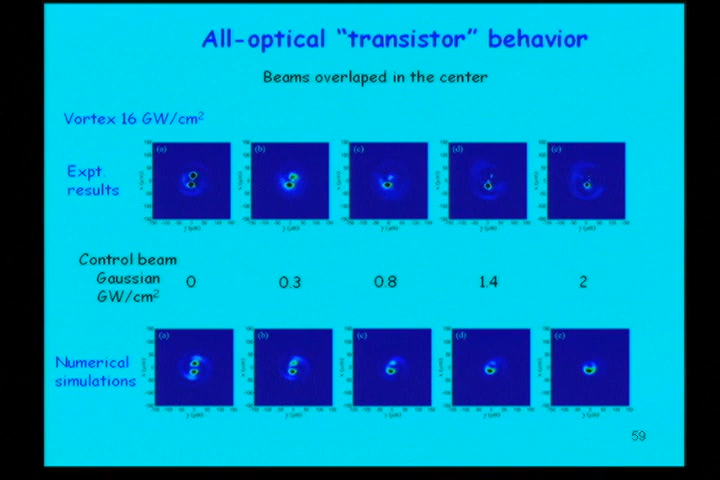 All-optical “transistor” behavior
Beams overlaped in the center
Vortex 16 GW/cm²
Expt.
results
(a) (b) (c) (d) (e)
Control beam
Gaussian
GW/cm²
0 0.3 0.8 1.4 2
(a) (b) (c) (d) (e)
Numerical
simulations
59